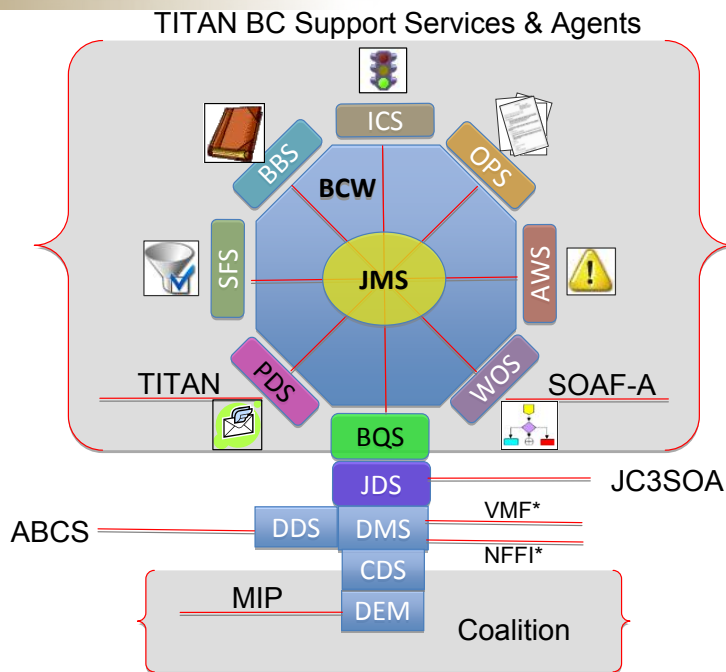 TITAN BC Support Services & Agents
ICS
BBS
OPS
BCW
SFS
JMS
AWS
TITAN
PDS
WOS
SOAF-A
BQS
JDS
JC3SOA
VMF*
ABCS
DDS
DMS
NFFI*
CDS
MIP
DEM
Coalition